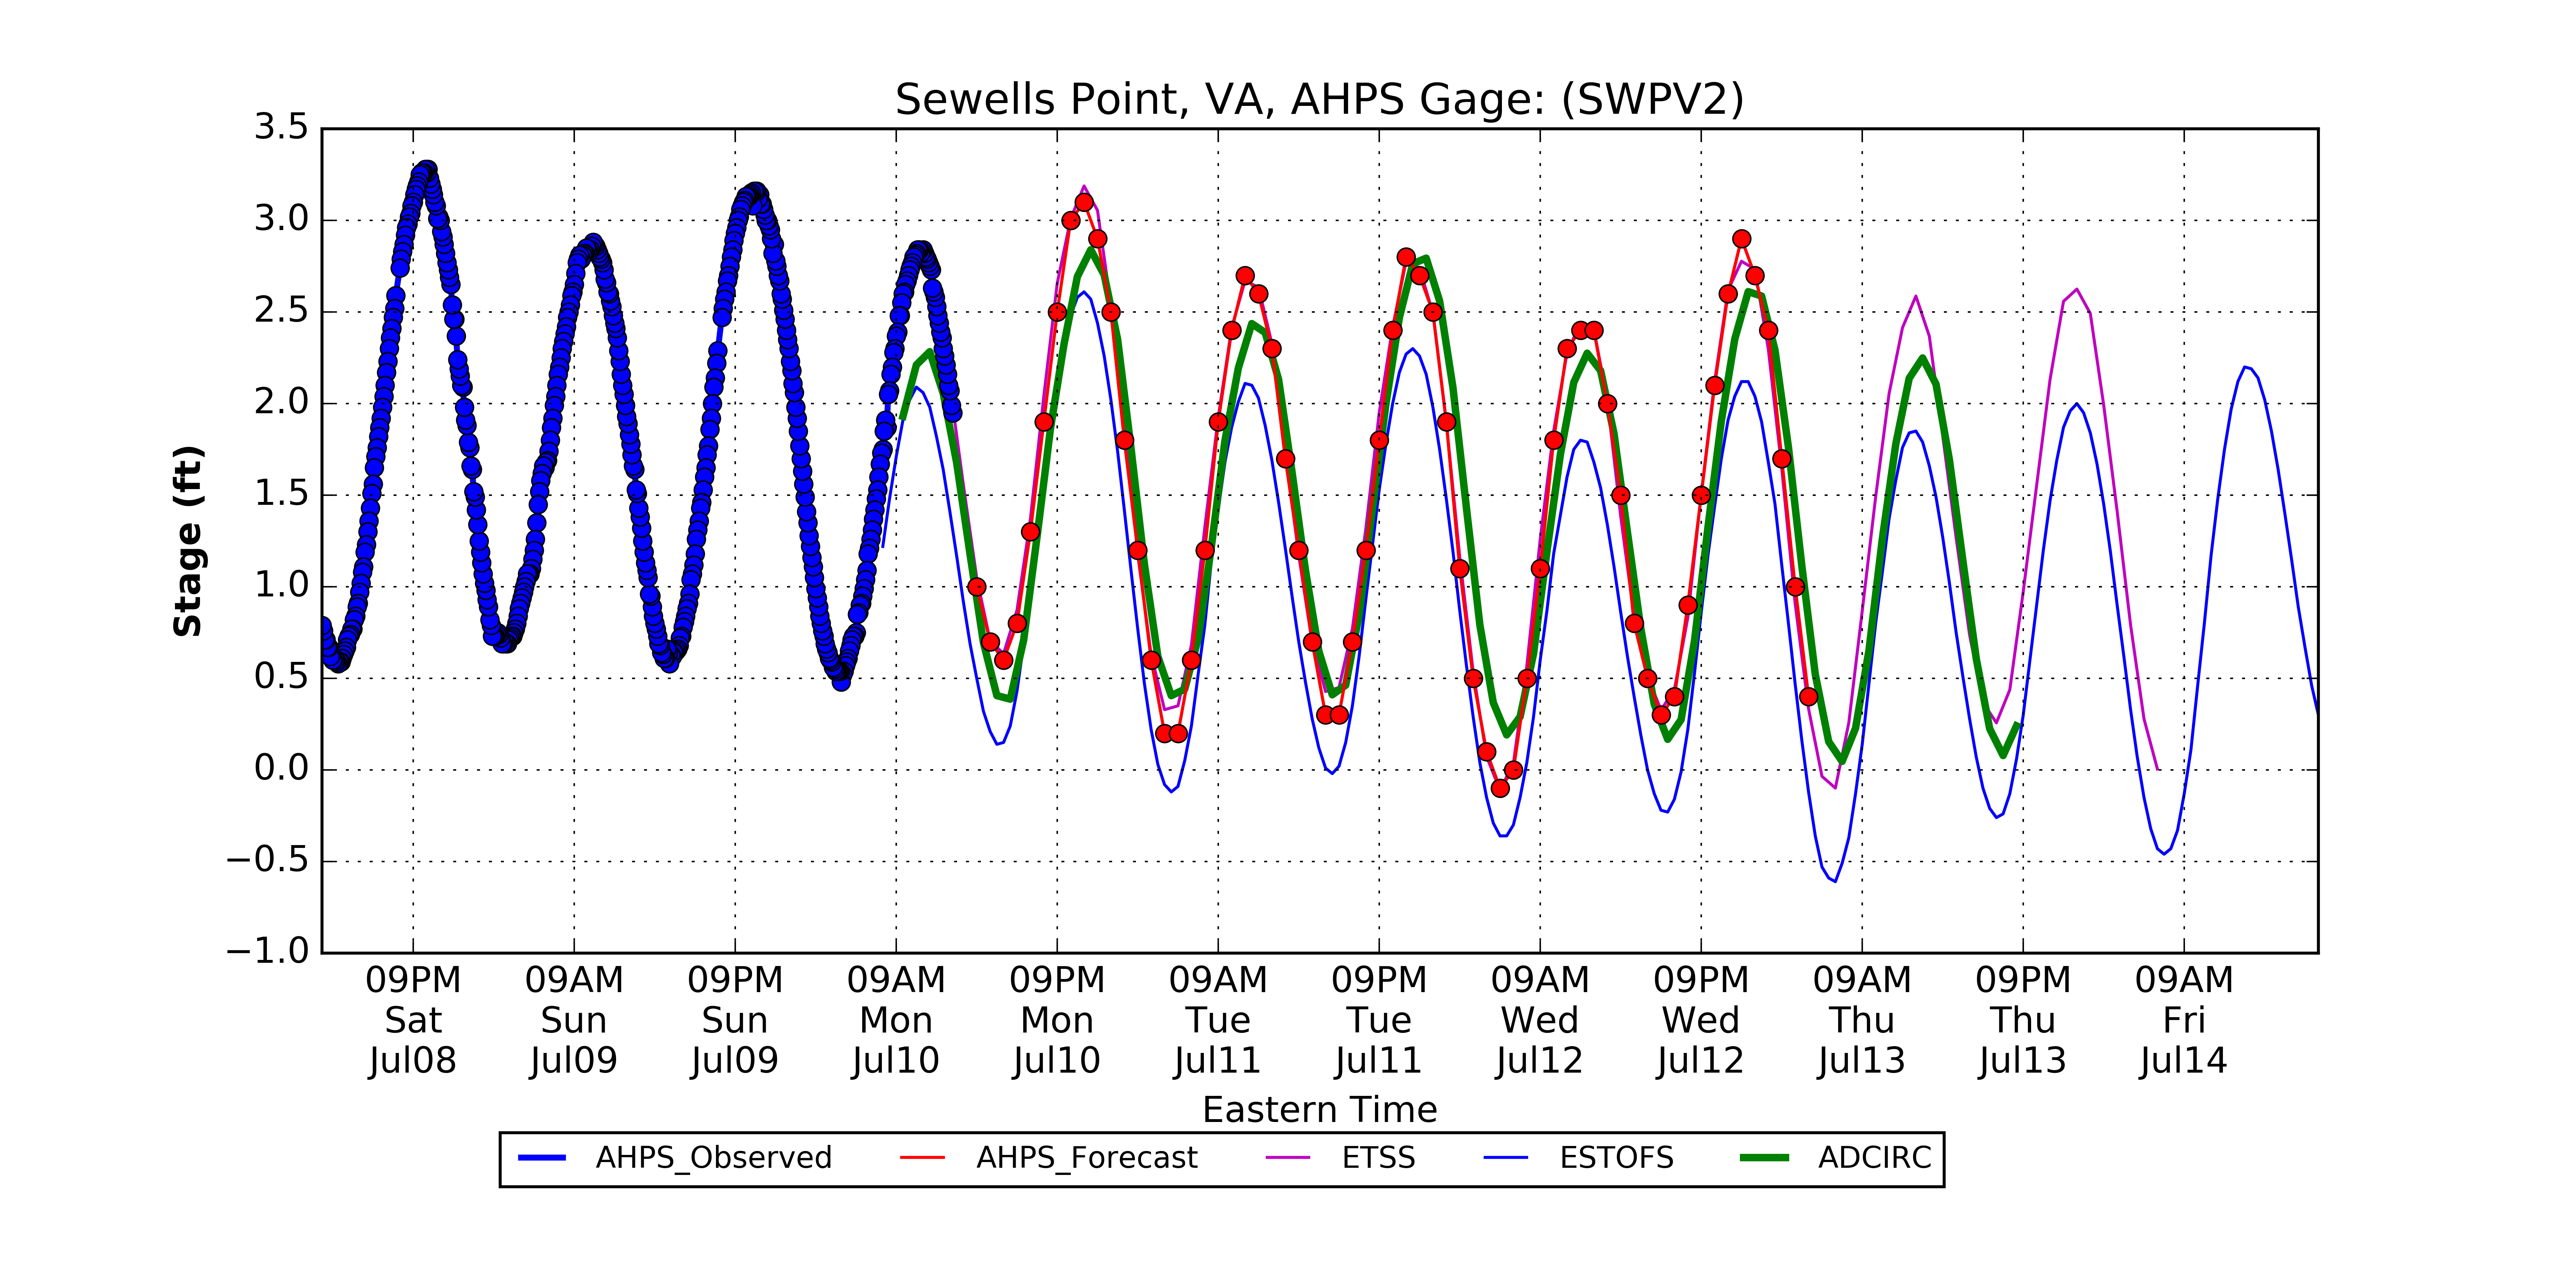 Sewells Point, VA, AHPS Gage: (SWPV2)
3.5
3.0
2.5
2.0
1.5
1.0
0.5
0.0
−0.5
−1.0
Stage (ft)
09PM 09AM 09PM 09AM 09PM 09AM 09PM 09AM 09PM 09AM 09PM 09AM
Sat Sun Sun Mon Mon Tue Tue Wed Wed Thu Thu Fri
Jul08 Jul09 Jul09 Jul10 Jul10 Jul11 Jul11 Jul12 Jul12 Jul13 Jul13 Jul14
Eastern Time
AHPS_Observed AHPS_Forecast ETSS ESTOFS ADCIRC